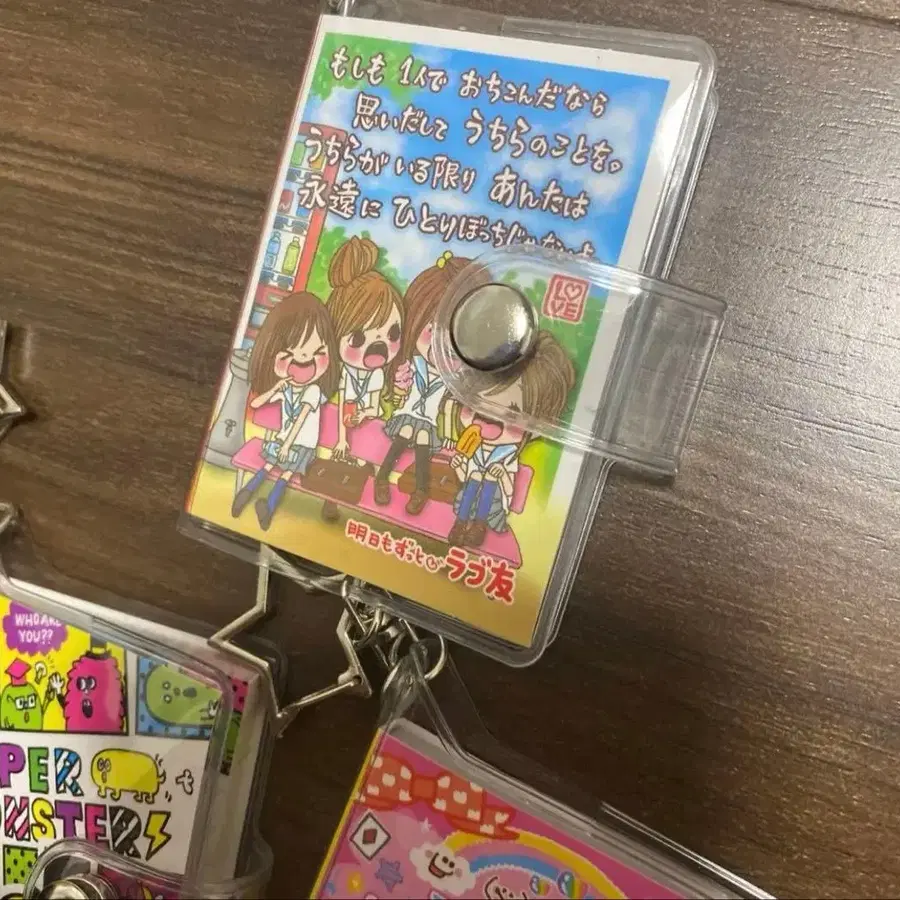 もしも 1人で おちこんだなら
思いだして うちらのことを。
うちらが いる限り あんたは
永遠に ひとりぼっちじゃないよ
LOVE
明日もずっと ラブ友
WHO ARE YOU??
PER
ONSTER